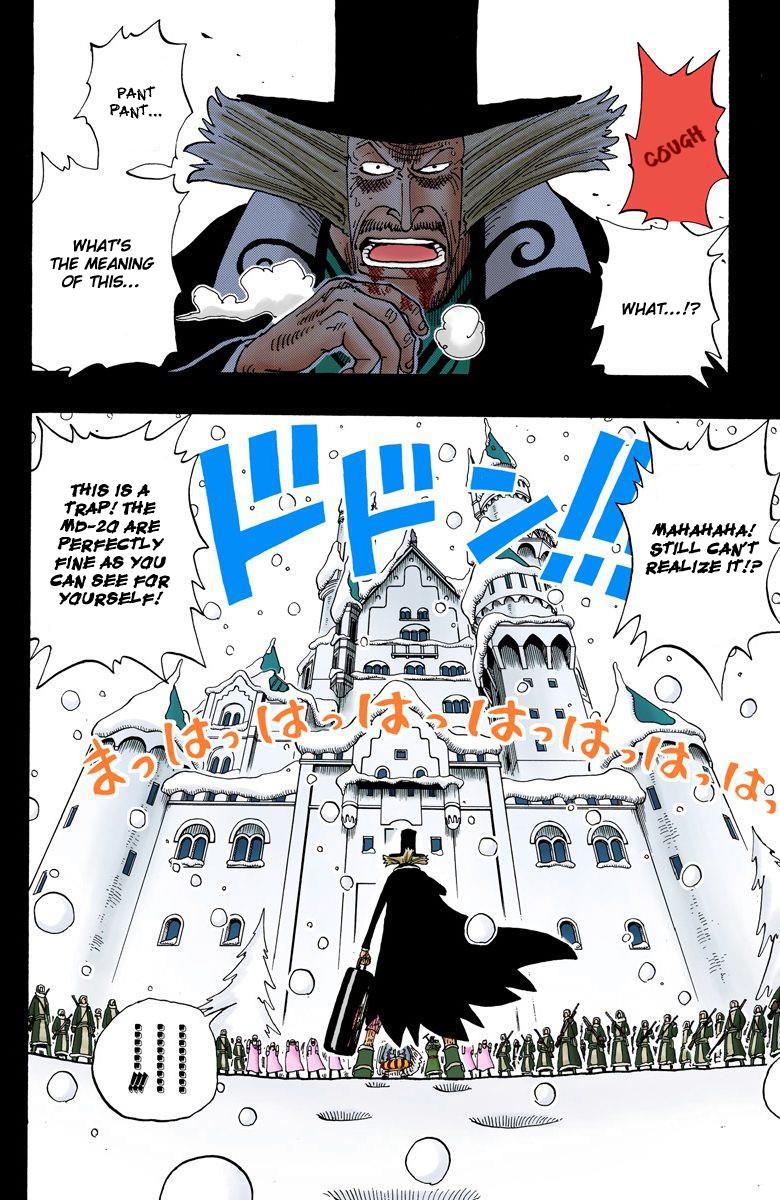 COUGH
WHAT...!?
PANT
PANT...
WHAT'S
THE MEANING
OF THIS...
MAHAHAHA!
STILL CAN'T
REALIZE IT!?
ドドン!!
THIS IS A
TRAP! THE
MD-20 ARE
PERFECTLY
FINE AS YOU
CAN SEE FOR
YOURSELF!
まっはっはっはっはっはっはっはっ